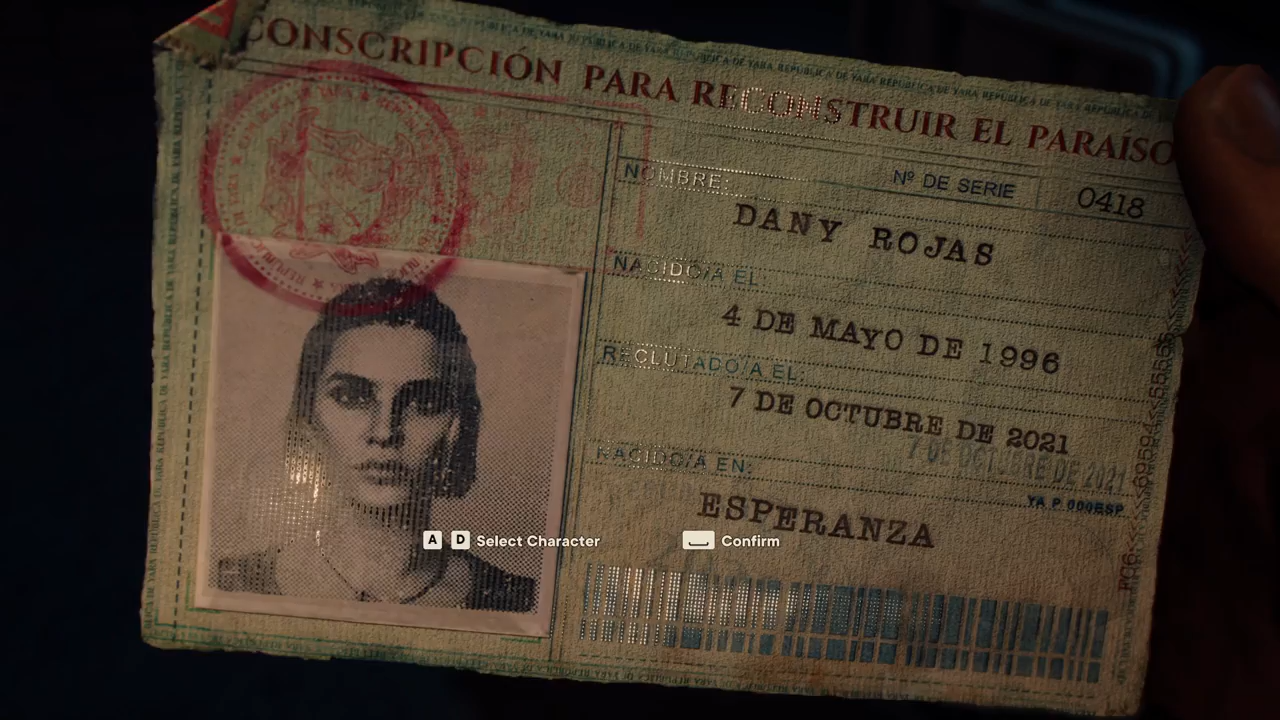 CONSCRIPCIÓN PARA RECONSTRUIR EL PARAÍSO
NOMBRE:
Nº DE SERIE
0418
DANY ROJAS
NACIDO/A EL:
4 DE MAYO DE 1996
RECLUTADO/A EL:
7 DE OCTUBRE DE 2021
7 DE OCTUBRE DE 2021
NACIDO/A EN:
YA P 000ESP
ESPERANZA
A D Select Character
Confirm